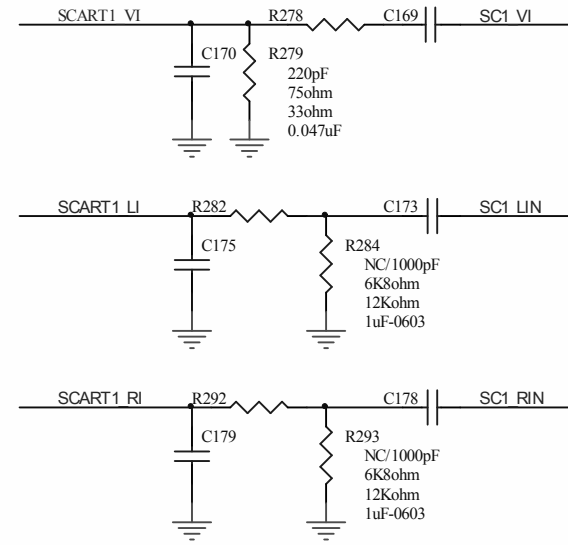 SCART1_VI R278 C169 SC1_VI
C170 R279
220pF
75ohm
33ohm
0.047uF
SCART1_LI R282 C173 SC1_LIN
C175 R284
NC/1000pF
6K8ohm
12Kohm
1uF-0603
SCART1_RI R292 C178 SC1_RIN
C179 R293
NC/1000pF
6K8ohm
12Kohm
1uF-0603